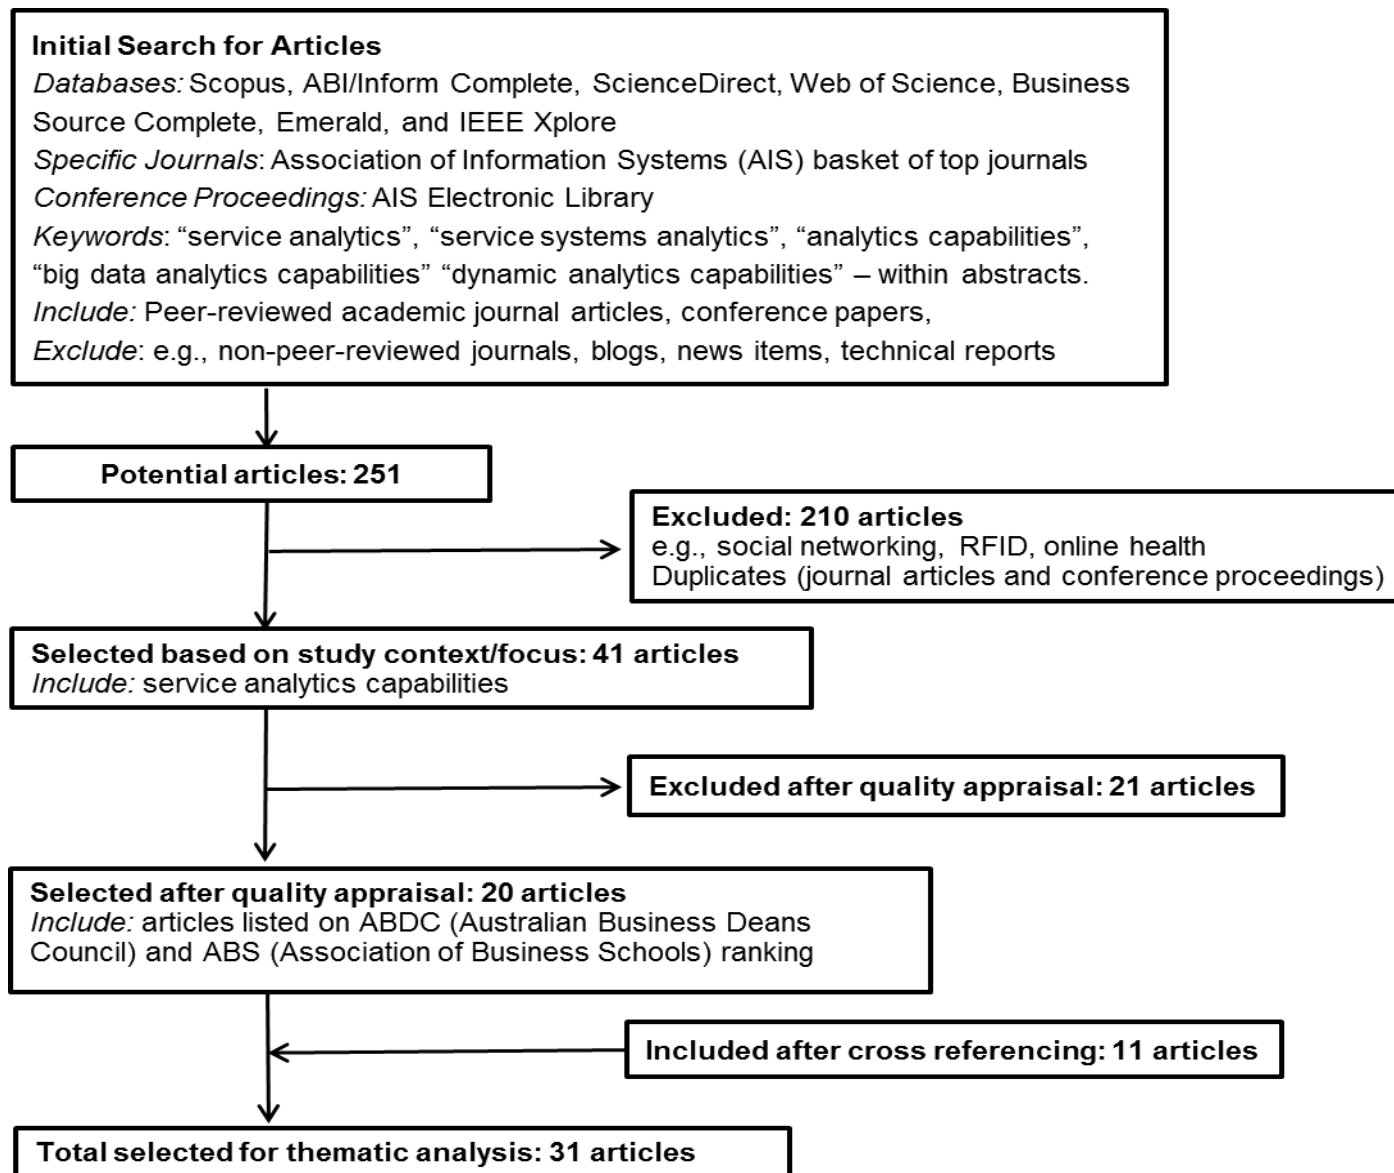 Initial Search for Articles
Databases: Scopus, ABI/Inform Complete, ScienceDirect, Web of Science, Business
Source Complete, Emerald, and IEEE Xplore
Specific Journals: Association of Information Systems (AIS) basket of top journals
Conference Proceedings: AIS Electronic Library
Keywords: “service analytics”, “service systems analytics”, “analytics capabilities”,
“big data analytics capabilities” “dynamic analytics capabilities” – within abstracts.
Include: Peer-reviewed academic journal articles, conference papers,
Exclude: e.g., non-peer-reviewed journals, blogs, news items, technical reports
Potential articles: 251
Excluded: 210 articles
e.g., social networking, RFID, online health
Duplicates (journal articles and conference proceedings)
Selected based on study context/focus: 41 articles
Include: service analytics capabilities
Excluded after quality appraisal: 21 articles
Selected after quality appraisal: 20 articles
Include: articles listed on ABDC (Australian Business Deans
Council) and ABS (Association of Business Schools) ranking
Included after cross referencing: 11 articles
Total selected for thematic analysis: 31 articles